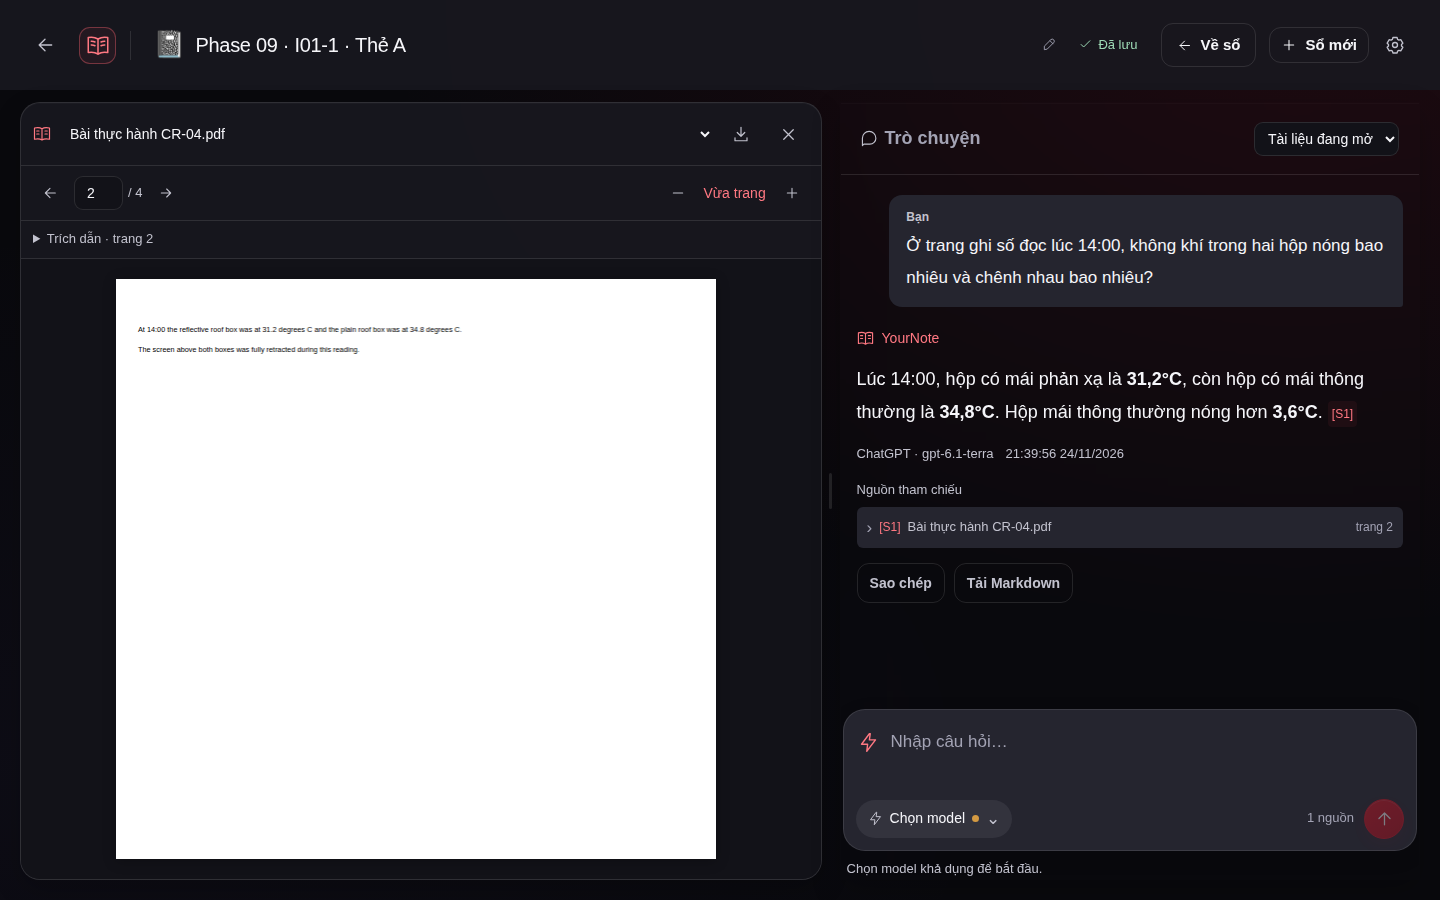 Phase 09 · I01-1 · Thẻ A
Đã lưu
Về sổ
Sổ mới
Bài thực hành CR-04.pdf
2 / 4
Vừa trang
Trích dẫn · trang 2
At 14:00 the reflective roof box was at 31.2 degrees C and the plain roof box was at 34.8 degrees C.
The screen above both boxes was fully retracted during this reading.
Trò chuyện
Tài liệu đang mở
Bạn
Ở trang ghi số đọc lúc 14:00, không khí trong hai hộp nóng bao
nhiêu và chênh nhau bao nhiêu?
YourNote
Lúc 14:00, hộp có mái phản xạ là 31,2°C, còn hộp có mái thông
thường là 34,8°C. Hộp mái thông thường nóng hơn 3,6°C. [S1]
ChatGPT · gpt-6.1-terra 21:39:56 24/11/2026
Nguồn tham chiếu
[S1] Bài thực hành CR-04.pdf trang 2
Sao chép
Tải Markdown
Nhập câu hỏi…
Chọn model
1 nguồn
Chọn model khả dụng để bắt đầu.